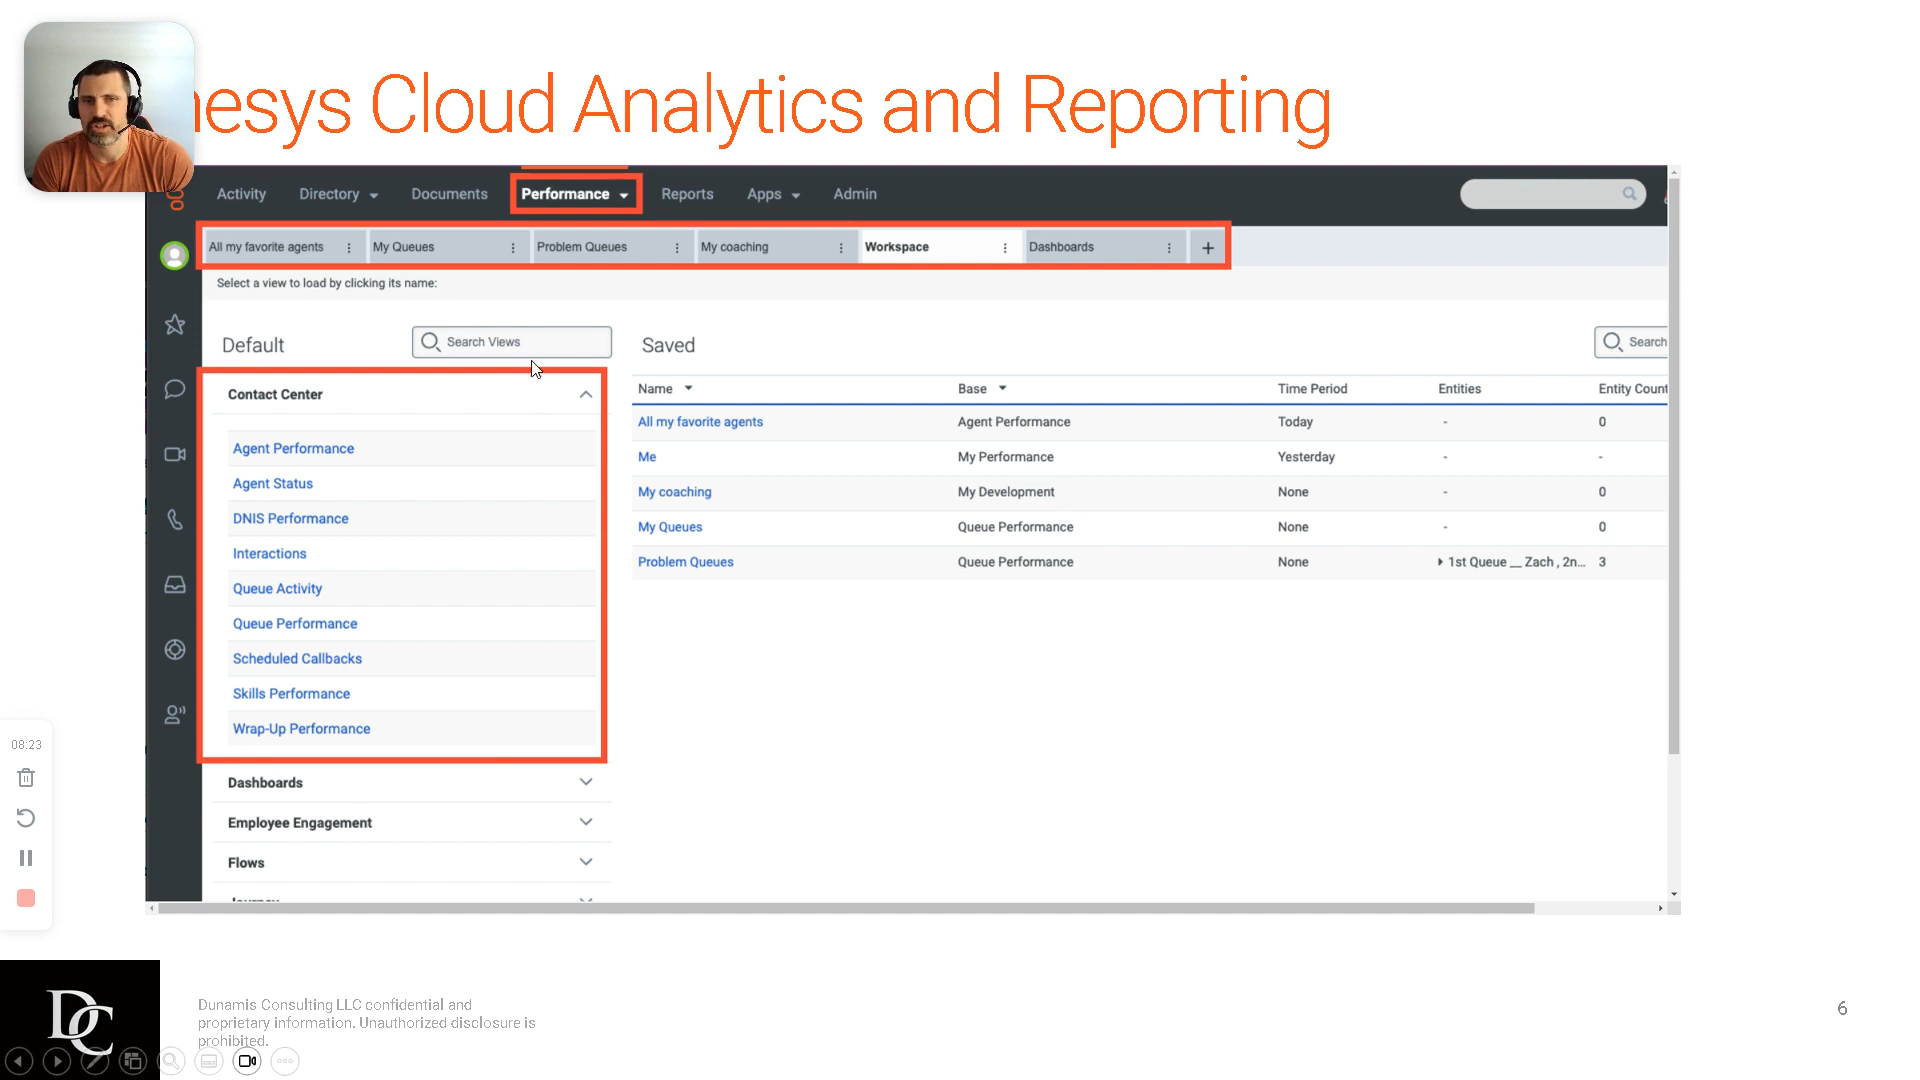 nesys Cloud Analytics and Reporting
Activity Directory Documents Performance Reports Apps Admin
All my favorite agents My Queues Problem Queues My coaching Workspace Dashboards +
Select a view to load by clicking its name:
Default
Search Views
Saved
Search
Contact Center
Agent Performance
Agent Status
DNIS Performance
Interactions
Queue Activity
Queue Performance
Scheduled Callbacks
Skills Performance
Wrap-Up Performance
Dashboards
Employee Engagement
Flows
Name Base Time Period Entities Entity Count
All my favorite agents Agent Performance Today - 0
Me My Performance Yesterday - -
My coaching My Development None - 0
My Queues Queue Performance None - 0
Problem Queues Queue Performance None 1st Queue __ Zach , 2n... 3
08:23
DC
Dunamis Consulting LLC confidential and
proprietary information. Unauthorized disclosure is
prohibited.
6